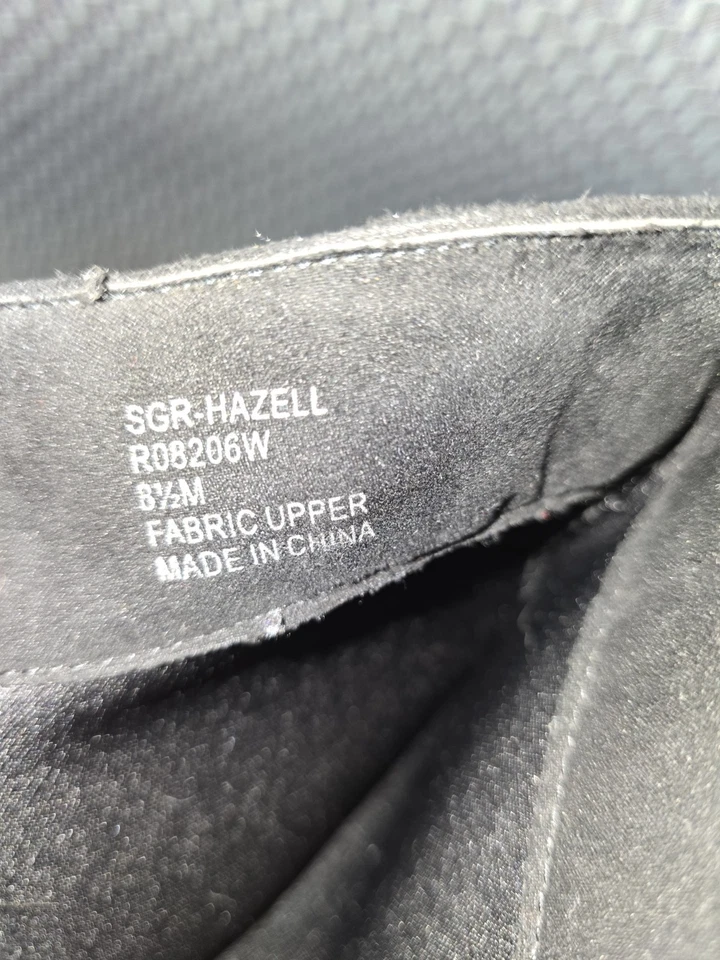 SGR-HAZELL
R08206W
8½M
FABRIC UPPER
MADE IN CHINA